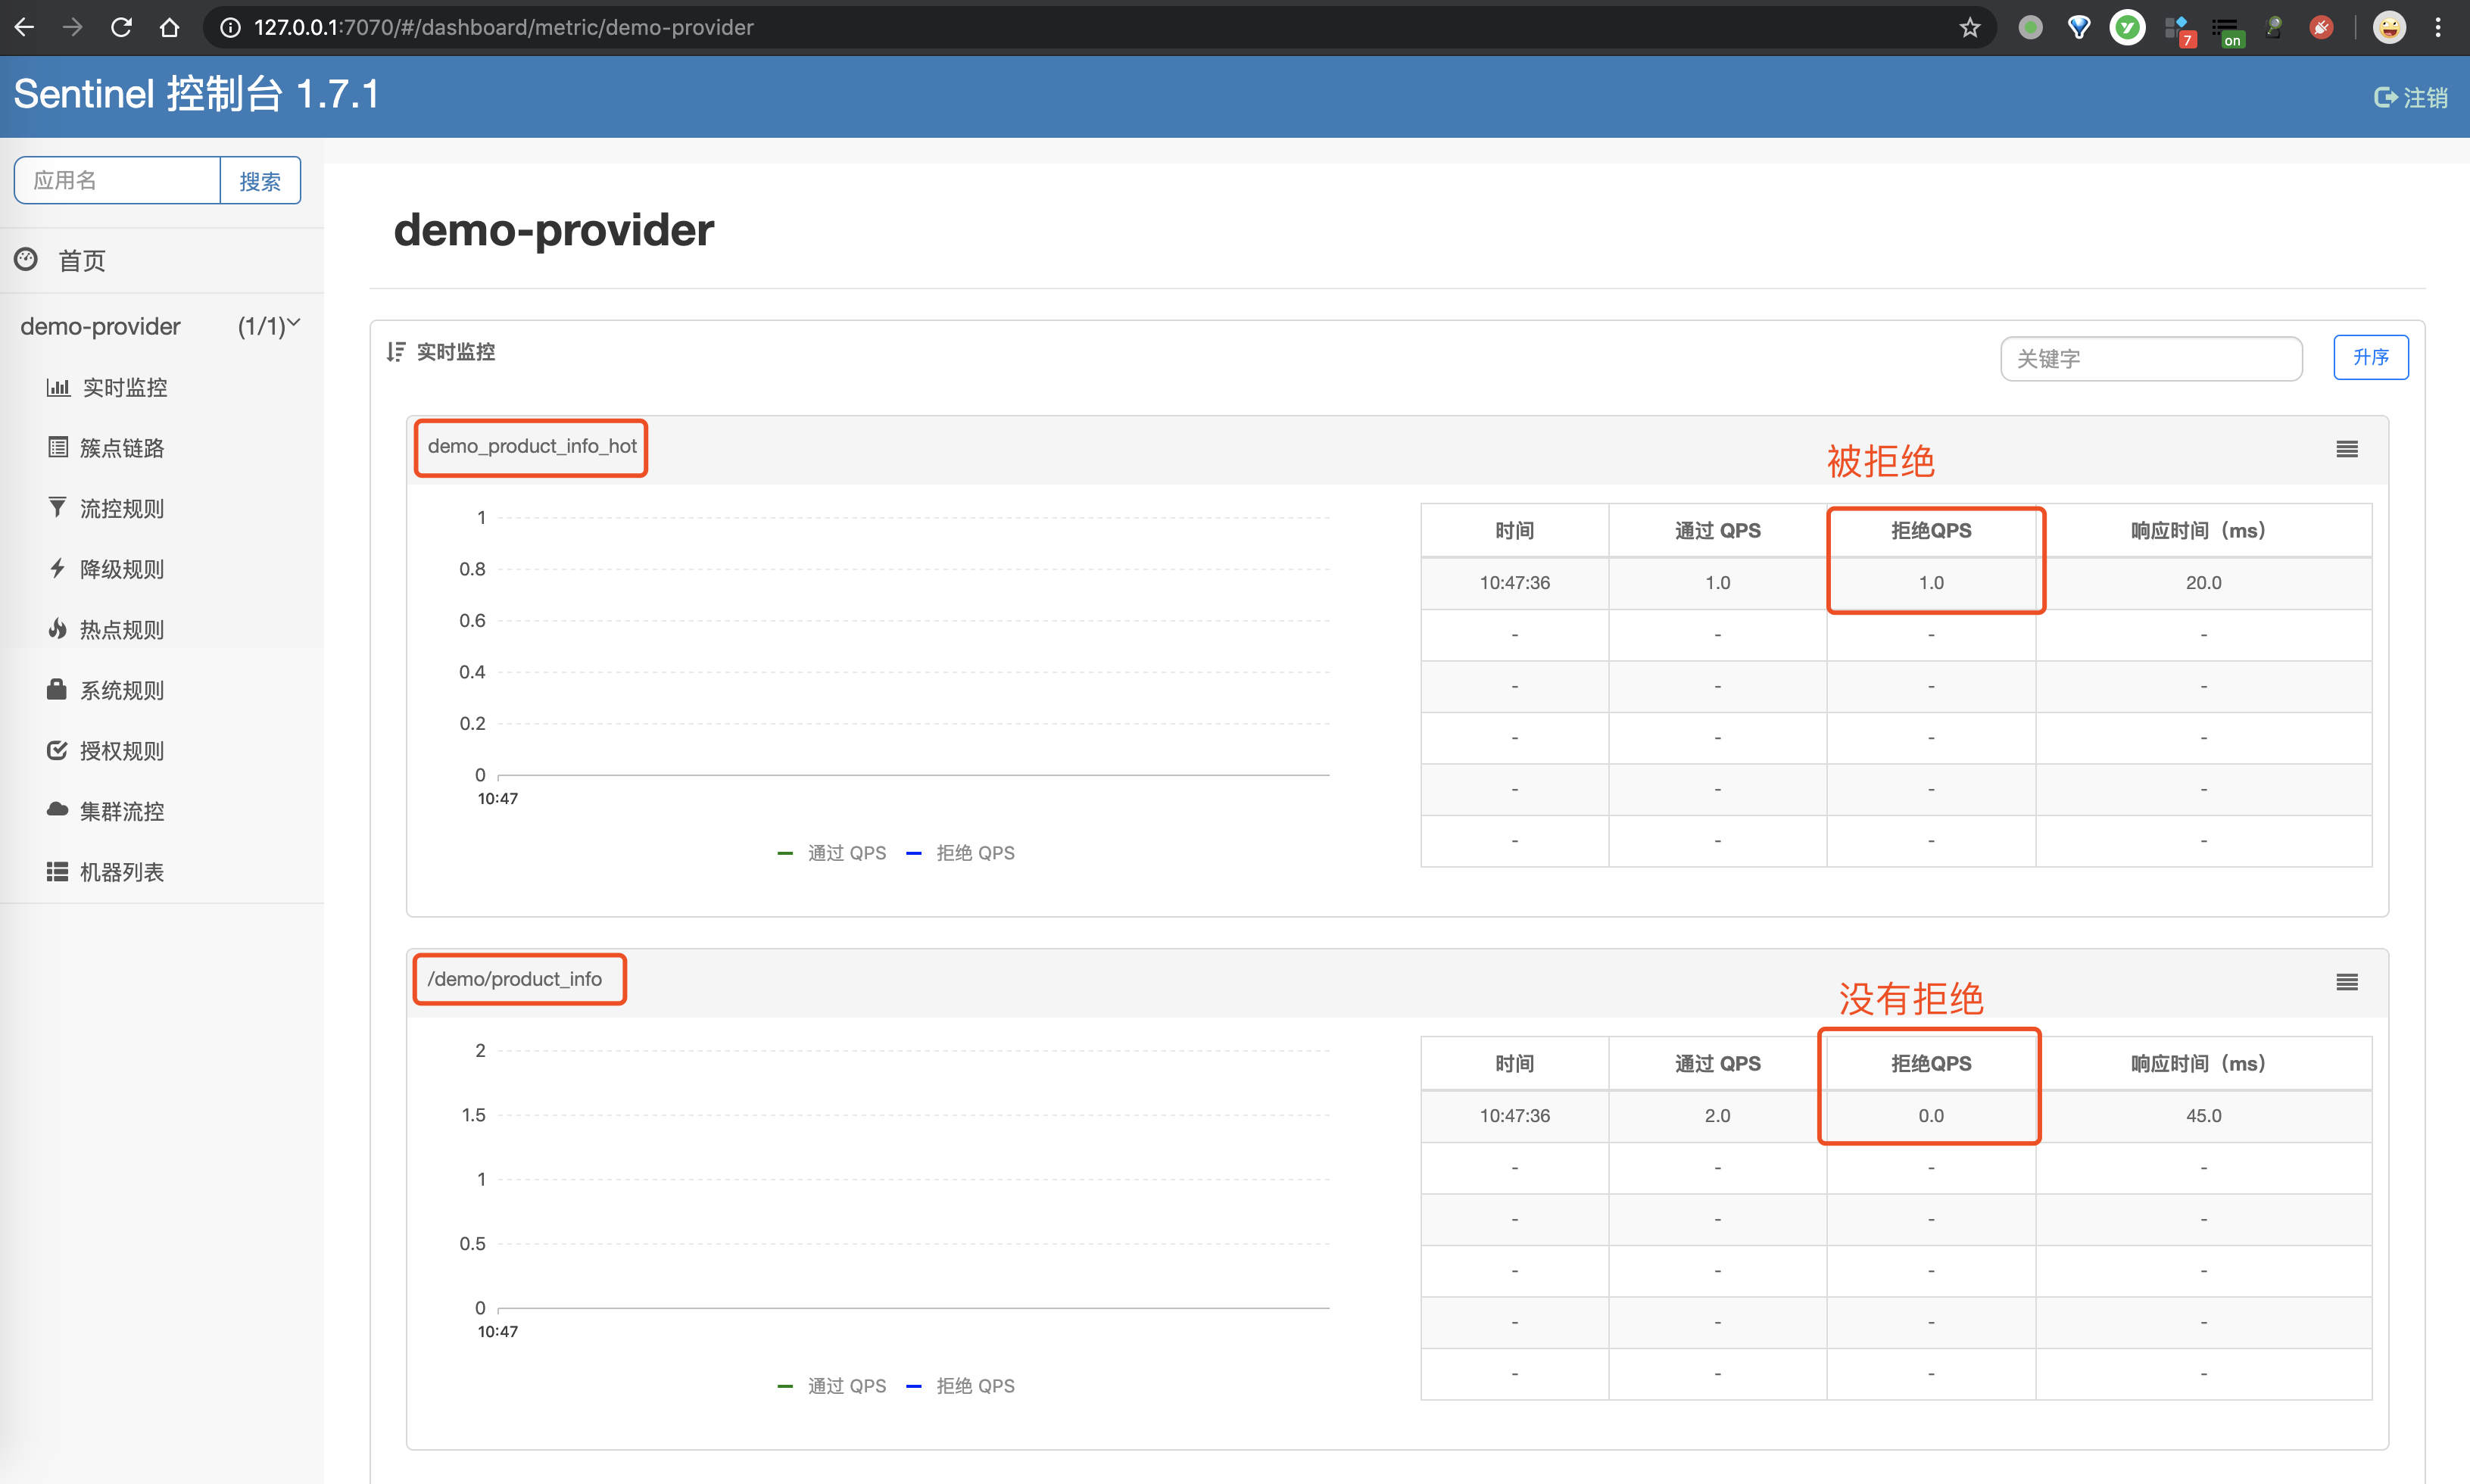 127.0.0.1:7070/#/dashboard/metric/demo-provider
7
on
Sentinel 控制台 1.7.1
注销
应用名
搜索
首页
demo-provider (1/1)
实时监控
簇点链路
流控规则
降级规则
热点规则
系统规则
授权规则
集群流控
机器列表
demo-provider
实时监控
关键字
升序
demo_product_info_hot
被拒绝
1
0.8
0.6
0.4
0.2
0
10:47
通过 QPS 拒绝 QPS
时间 通过 QPS 拒绝QPS 响应时间（ms）
10:47:36 1.0 1.0 20.0
- - - -
- - - -
- - - -
- - - -
- - - -
/demo/product_info
没有拒绝
2
1.5
1
0.5
0
10:47
通过 QPS 拒绝 QPS
时间 通过 QPS 拒绝QPS 响应时间（ms）
10:47:36 2.0 0.0 45.0
- - - -
- - - -
- - - -
- - - -
- - - -